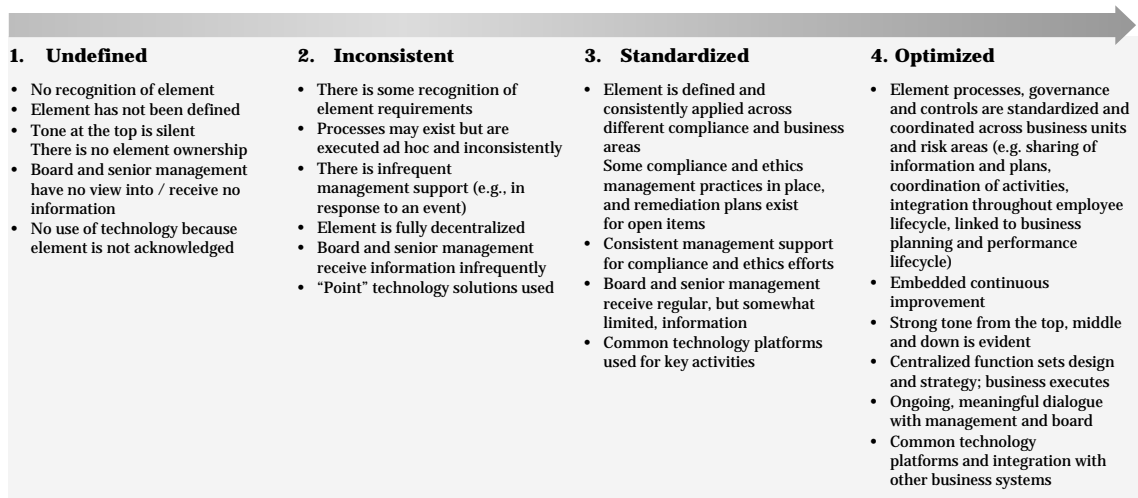 1. Undefined
• No recognition of element
• Element has not been defined
• Tone at the top is silent
There is no element ownership
• Board and senior management
have no view into / receive no
information
• No use of technology because
element is not acknowledged
2. Inconsistent
• There is some recognition of
element requirements
• Processes may exist but are
executed ad hoc and inconsistently
• There is infrequent
management support (e.g., in
response to an event)
• Element is fully decentralized
• Board and senior management
receive information infrequently
• “Point” technology solutions used
3. Standardized
• Element is defined and
consistently applied across
different compliance and business
areas
Some compliance and ethics
management practices in place,
and remediation plans exist
for open items
• Consistent management support
for compliance and ethics efforts
• Board and senior management
receive regular, but somewhat
limited, information
• Common technology platforms
used for key activities
4. Optimized
• Element processes, governance
and controls are standardized and
coordinated across business units
and risk areas (e.g. sharing of
information and plans,
coordination of activities,
integration throughout employee
lifecycle, linked to business
planning and performance
lifecycle)
• Embedded continuous
improvement
• Strong tone from the top, middle
and down is evident
• Centralized function sets design
and strategy; business executes
• Ongoing, meaningful dialogue
with management and board
• Common technology
platforms and integration with
other business systems